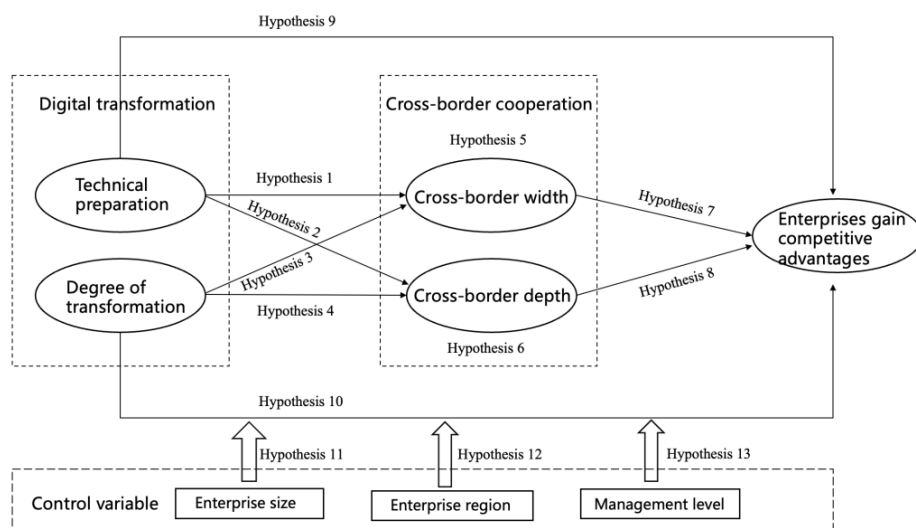 Hypothesis 9
Digital transformation
Cross-border cooperation
Hypothesis 5
Technical
preparation
Hypothesis 1
Cross-border width
Hypothesis 7
Hypothesis 2
Enterprises gain
competitive
advantages
Hypothesis 3
Degree of
transformation
Hypothesis 4
Cross-border depth
Hypothesis 8
Hypothesis 6
Hypothesis 10
Hypothesis 11
Hypothesis 12
Hypothesis 13
Control variable
Enterprise size
Enterprise region
Management level